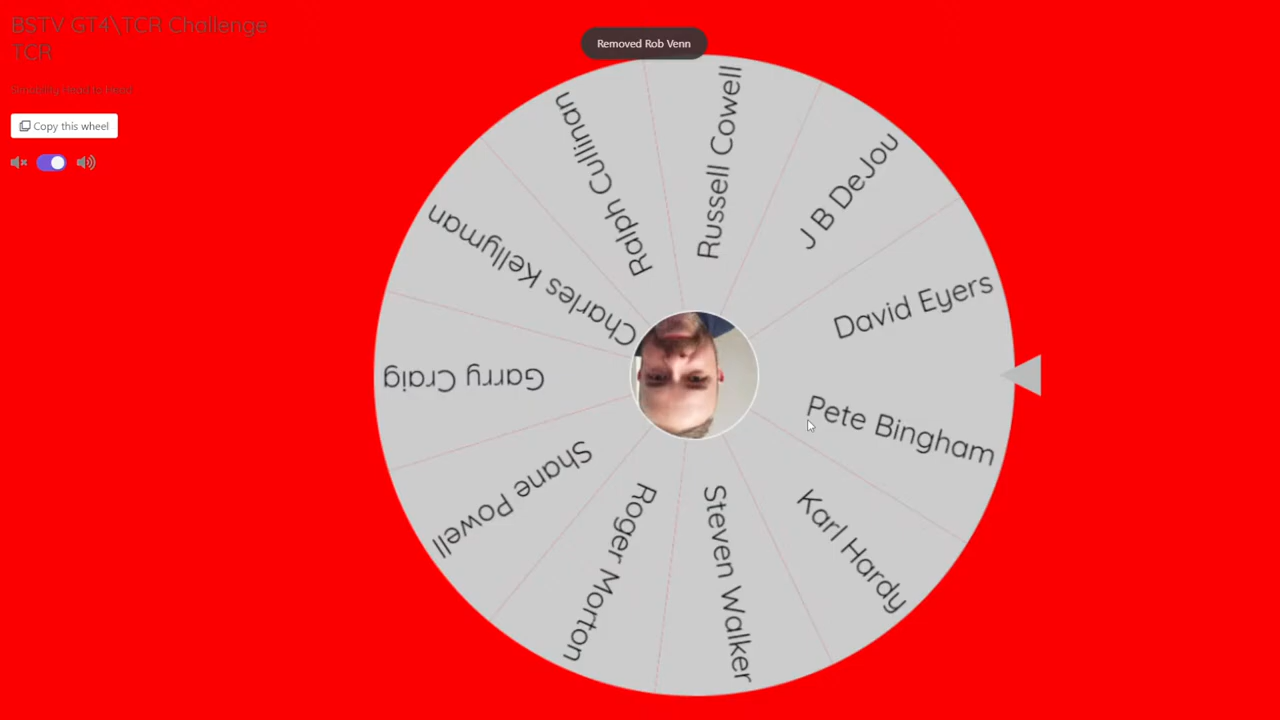 BSTV GT4\TCR Challenge
TCR
Removed Rob Venn
Copy this wheel
Russell Cowell
J B DeJou
David Eyers
Pete Bingham
Karl Hardy
Steven Walker
Roger Morton
Shane Powell
Garry Craig
Charles Kellyman
Ralph Cullinan